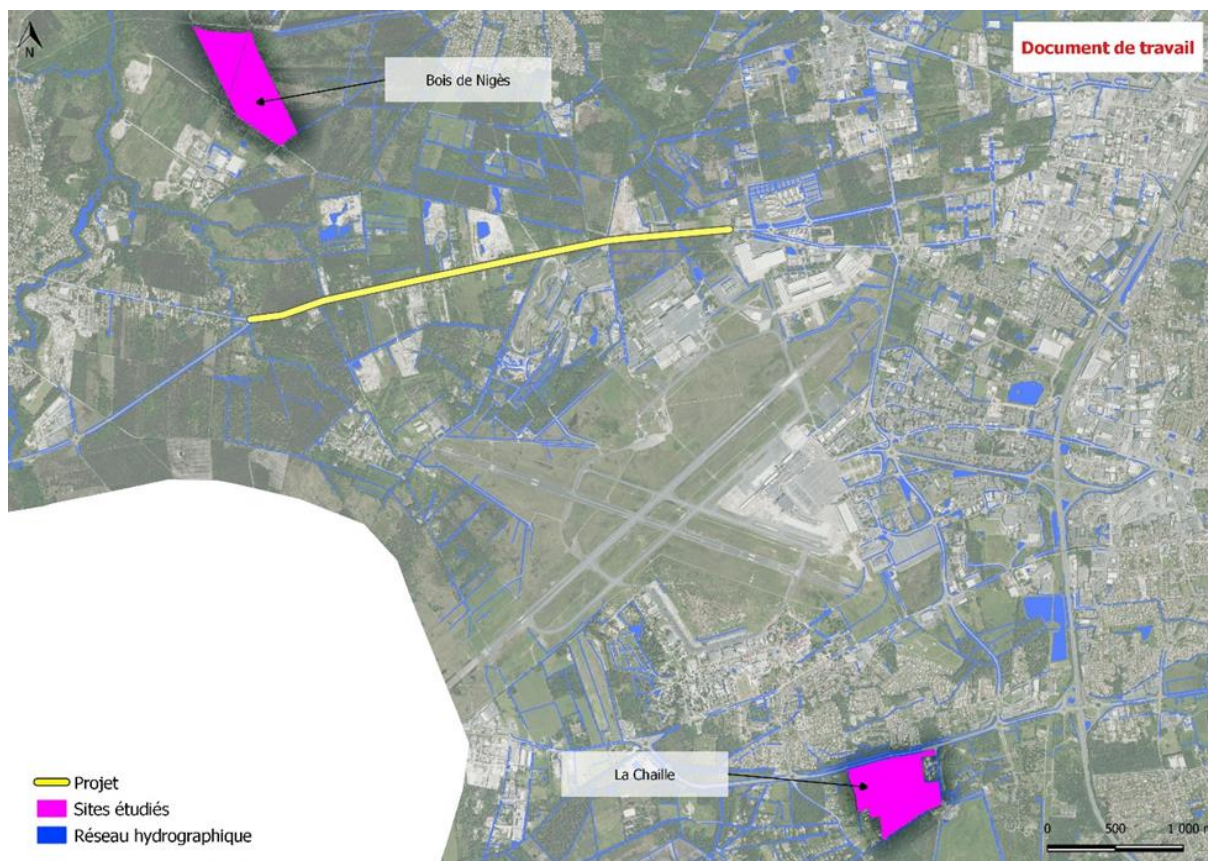 N
Document de travail
Bois de Nigès
La Chaille
Projet
Sites étudiés
Réseau hydrographique
0 500 1 000 m